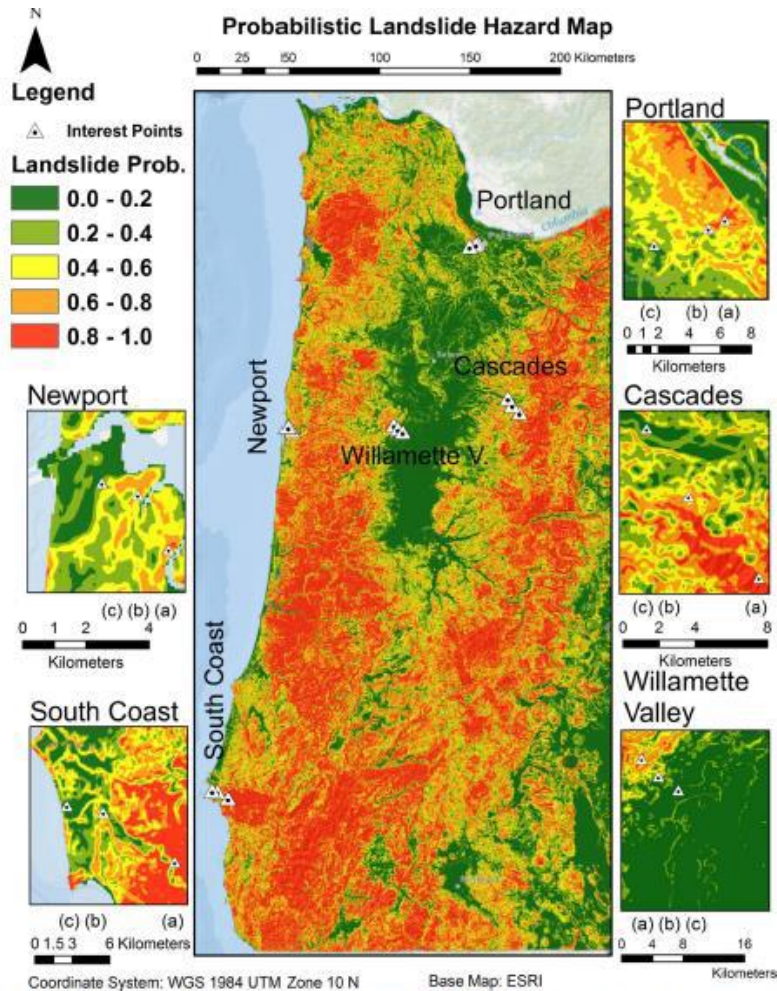 Probabilistic Landslide Hazard Map
N
0 25 50 100 150 200 Kilometers
Legend
Interest Points
Landslide Prob.
0.0 - 0.2
0.2 - 0.4
0.4 - 0.6
0.6 - 0.8
0.8 - 1.0
Portland
Columbia
Cascades
Newport
Willamette V.
South Coast
Newport
(c) (b) (a)
0 1 2 4
Kilometers
South Coast
(c) (b) (a)
0 1.5 3 6 Kilometers
Portland
(c) (b) (a)
0 1 2 4 6 8
Kilometers
Cascades
(c) (b) (a)
0 2 4 8
Kilometers
Willamette
Valley
(a) (b) (c)
0 4 8 16
Kilometers
Coordinate System: WGS 1984 UTM Zone 10 N Base Map: ESRI